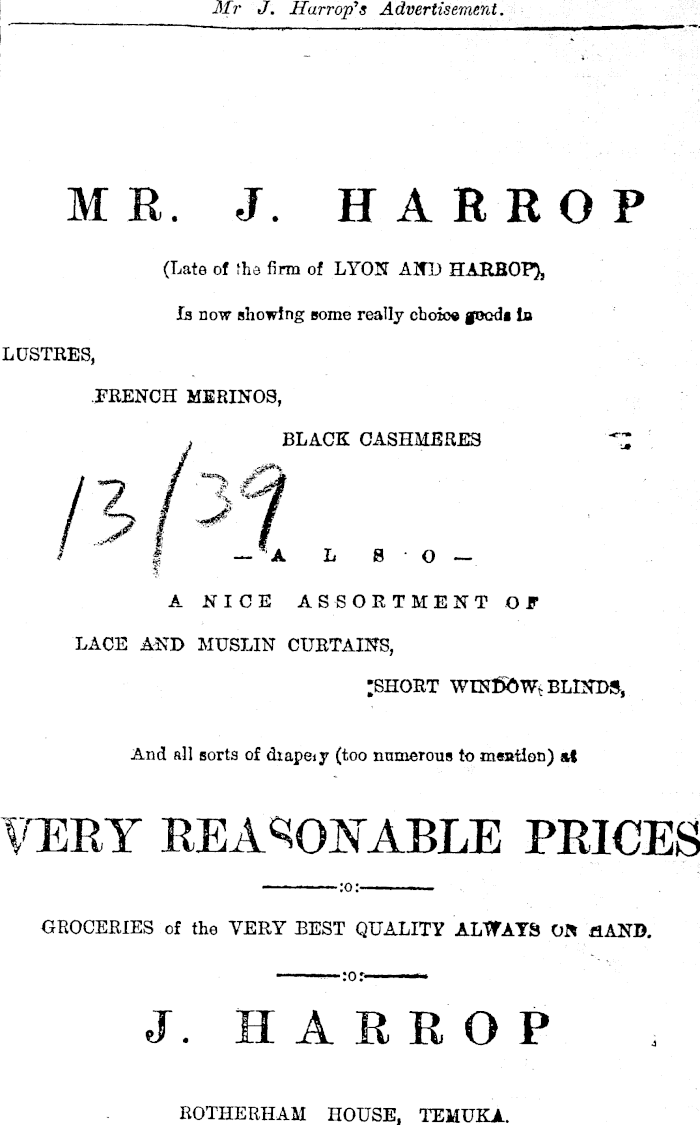 Mr J. Harrop's Advertisement.
MR. J. HARROP
(Late of the firm of LYON AND HARROP),
Is now showing some really choice goods in
LUSTRES,
FRENCH MERINOS,
BLACK CASHMERES
13/39
—ALSO—
A NICE ASSORTMENT OF
LACE AND MUSLIN CURTAINS,
SHORT WINDOW BLINDS,
And all sorts of drapery (too numerous to mention) at
VERY REASONABLE PRICES
———:o:———
GROCERIES of the VERY BEST QUALITY ALWAYS ON HAND.
———:o:———
J. HARROP
ROTHERHAM HOUSE, TEMUKA.